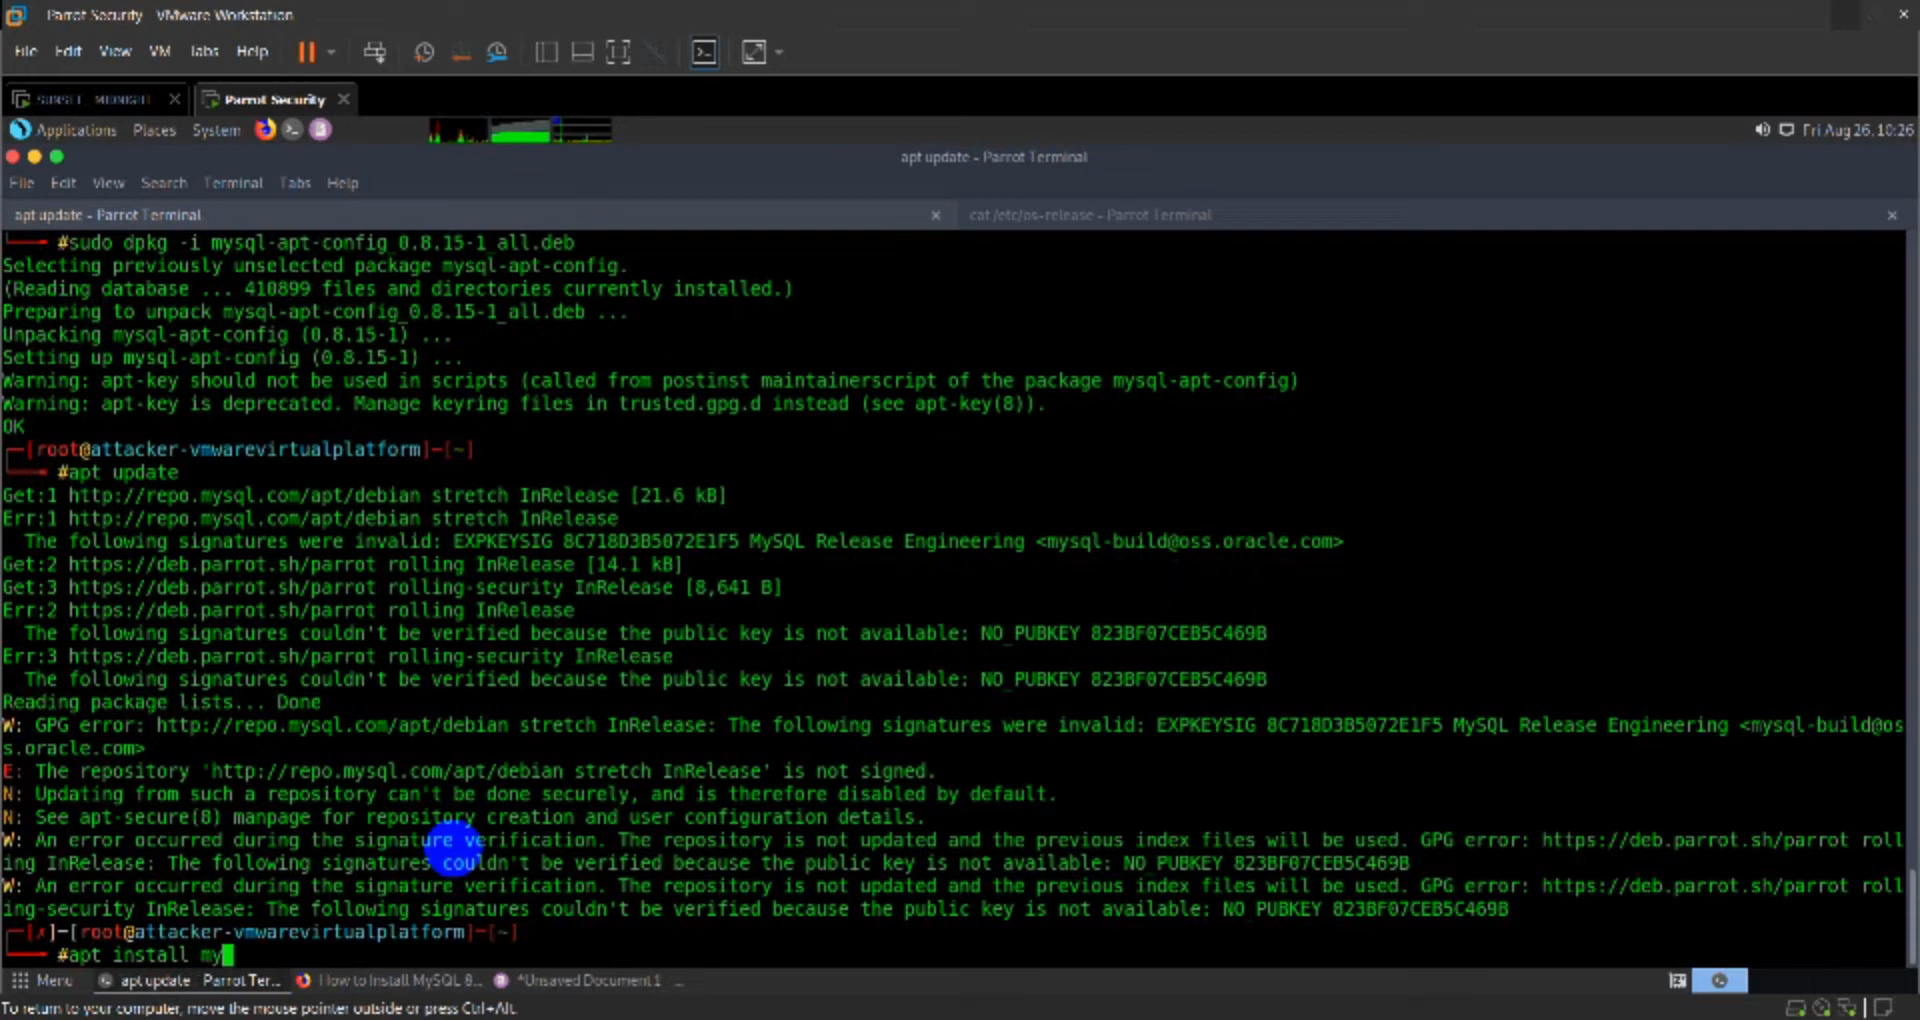 Parrot Security VMware Workstation
File Edit View VM Tabs Help
SUNSET_MIDNIGHT Parrot Security
Applications Places System Fri Aug 26, 10:26
apt update - Parrot Terminal
File Edit View Search Terminal Tabs Help
apt update - Parrot Terminal cat /etc/os-release - Parrot Terminal
#sudo dpkg -i mysql-apt-config_0.8.15-1_all.deb
Selecting previously unselected package mysql-apt-config.
(Reading database ... 410899 files and directories currently installed.)
Preparing to unpack mysql-apt-config_0.8.15-1_all.deb ...
Unpacking mysql-apt-config (0.8.15-1) ...
Setting up mysql-apt-config (0.8.15-1) ...
Warning: apt-key should not be used in scripts (called from postinst maintainerscript of the package mysql-apt-config)
Warning: apt-key is deprecated. Manage keyring files in trusted.gpg.d instead (see apt-key(8)).
OK
[root@attacker-vmwarevirtualplatform]-[~]
#apt update
Get:1 http://repo.mysql.com/apt/debian stretch InRelease [21.6 kB]
Err:1 http://repo.mysql.com/apt/debian stretch InRelease
The following signatures were invalid: EXPKEYSIG 8C718D3B5072E1F5 MySQL Release Engineering <mysql-build@oss.oracle.com>
Get:2 https://deb.parrot.sh/parrot rolling InRelease [14.1 kB]
Get:3 https://deb.parrot.sh/parrot rolling-security InRelease [8,641 B]
Err:2 https://deb.parrot.sh/parrot rolling InRelease
The following signatures couldn't be verified because the public key is not available: NO_PUBKEY 823BF07CEB5C469B
Err:3 https://deb.parrot.sh/parrot rolling-security InRelease
The following signatures couldn't be verified because the public key is not available: NO_PUBKEY 823BF07CEB5C469B
Reading package lists... Done
W: GPG error: http://repo.mysql.com/apt/debian stretch InRelease: The following signatures were invalid: EXPKEYSIG 8C718D3B5072E1F5 MySQL Release Engineering <mysql-build@os
s.oracle.com>
E: The repository 'http://repo.mysql.com/apt/debian stretch InRelease' is not signed.
N: Updating from such a repository can't be done securely, and is therefore disabled by default.
N: See apt-secure(8) manpage for repository creation and user configuration details.
W: An error occurred during the signature verification. The repository is not updated and the previous index files will be used. GPG error: https://deb.parrot.sh/parrot roll
ing InRelease: The following signatures couldn't be verified because the public key is not available: NO_PUBKEY 823BF07CEB5C469B
W: An error occurred during the signature verification. The repository is not updated and the previous index files will be used. GPG error: https://deb.parrot.sh/parrot roll
ing-security InRelease: The following signatures couldn't be verified because the public key is not available: NO_PUBKEY 823BF07CEB5C469B
[x]-[root@attacker-vmwarevirtualplatform]-[~]
#apt install my
Menu apt update Parrot Ter... How to Install MySQL 8... *Unsaved Document 1 ...
To return to your computer, move the mouse pointer outside or press Ctrl+Alt.